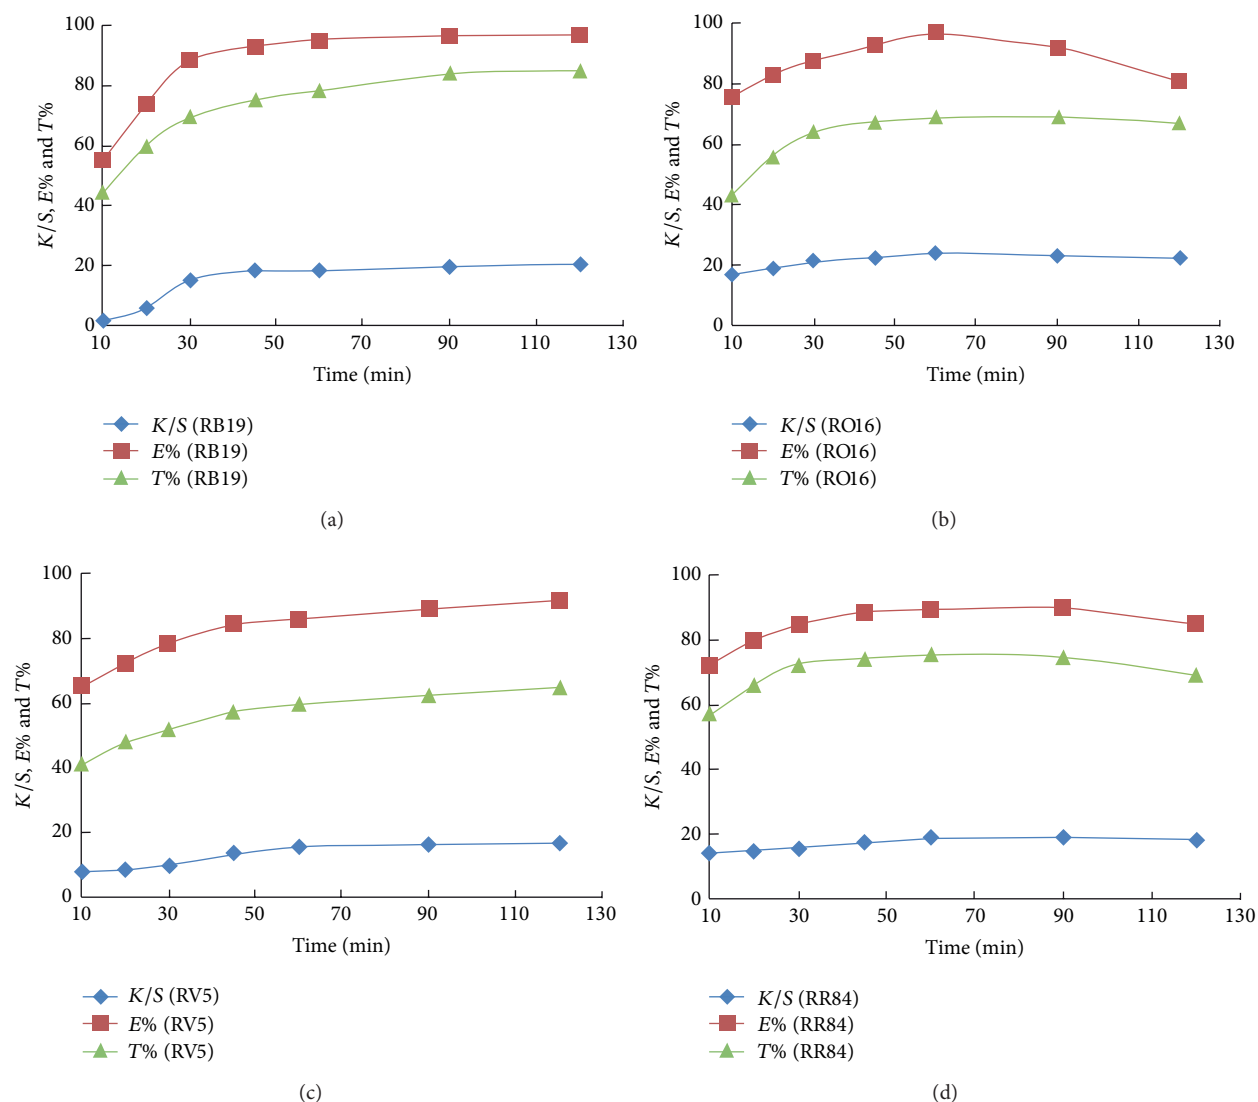 100
80
60
40
20
0
K/S, E% and T%
10
30
50
70
90
110
130
Time (min)
K/S (RB19)
E% (RB19)
T% (RB19)
(a)
100
80
60
40
20
0
K/S, E% and T%
10
30
50
70
90
110
130
Time (min)
K/S (RO16)
E% (RO16)
T% (RO16)
(b)
100
80
60
40
20
0
K/S, E% and T%
10
30
50
70
90
110
130
Time (min)
K/S (RV5)
E% (RV5)
T% (RV5)
(c)
100
80
60
40
20
0
K/S, E% and T%
10
30
50
70
90
110
130
Time (min)
K/S (RR84)
E% (RR84)
T% (RR84)
(d)